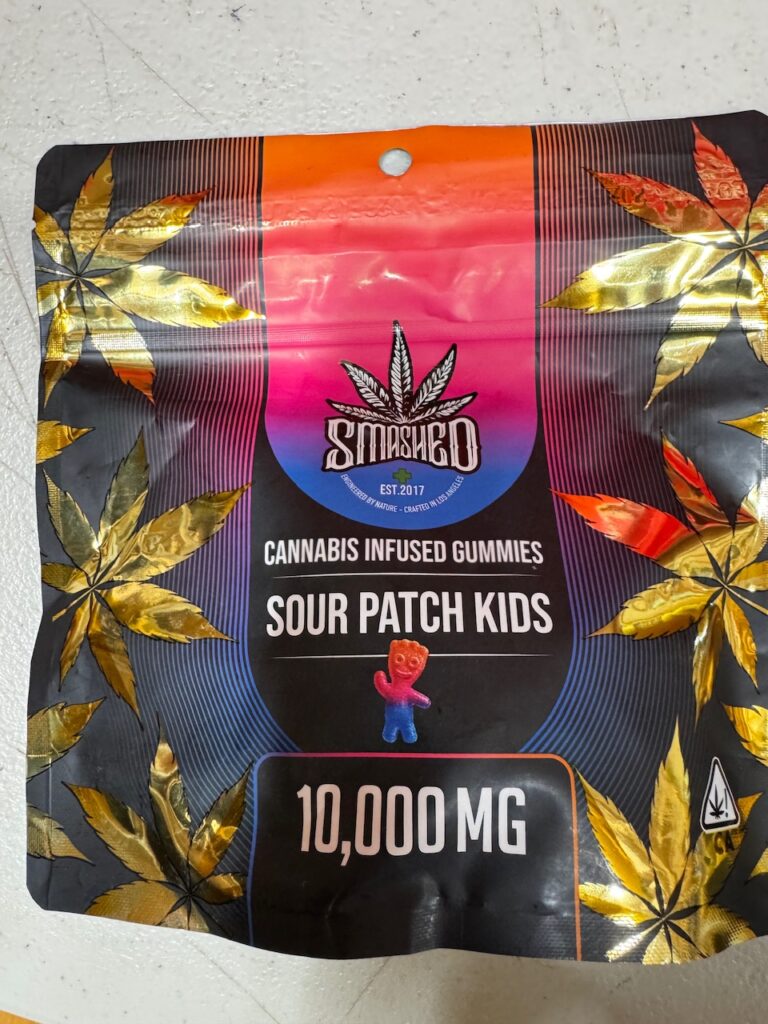 SMASHED
EST.2017
ENGINEERED BY NATURE - CRAFTED IN LOS ANGELES
CANNABIS INFUSED GUMMIES
SOUR PATCH KIDS
10,000 MG
CA